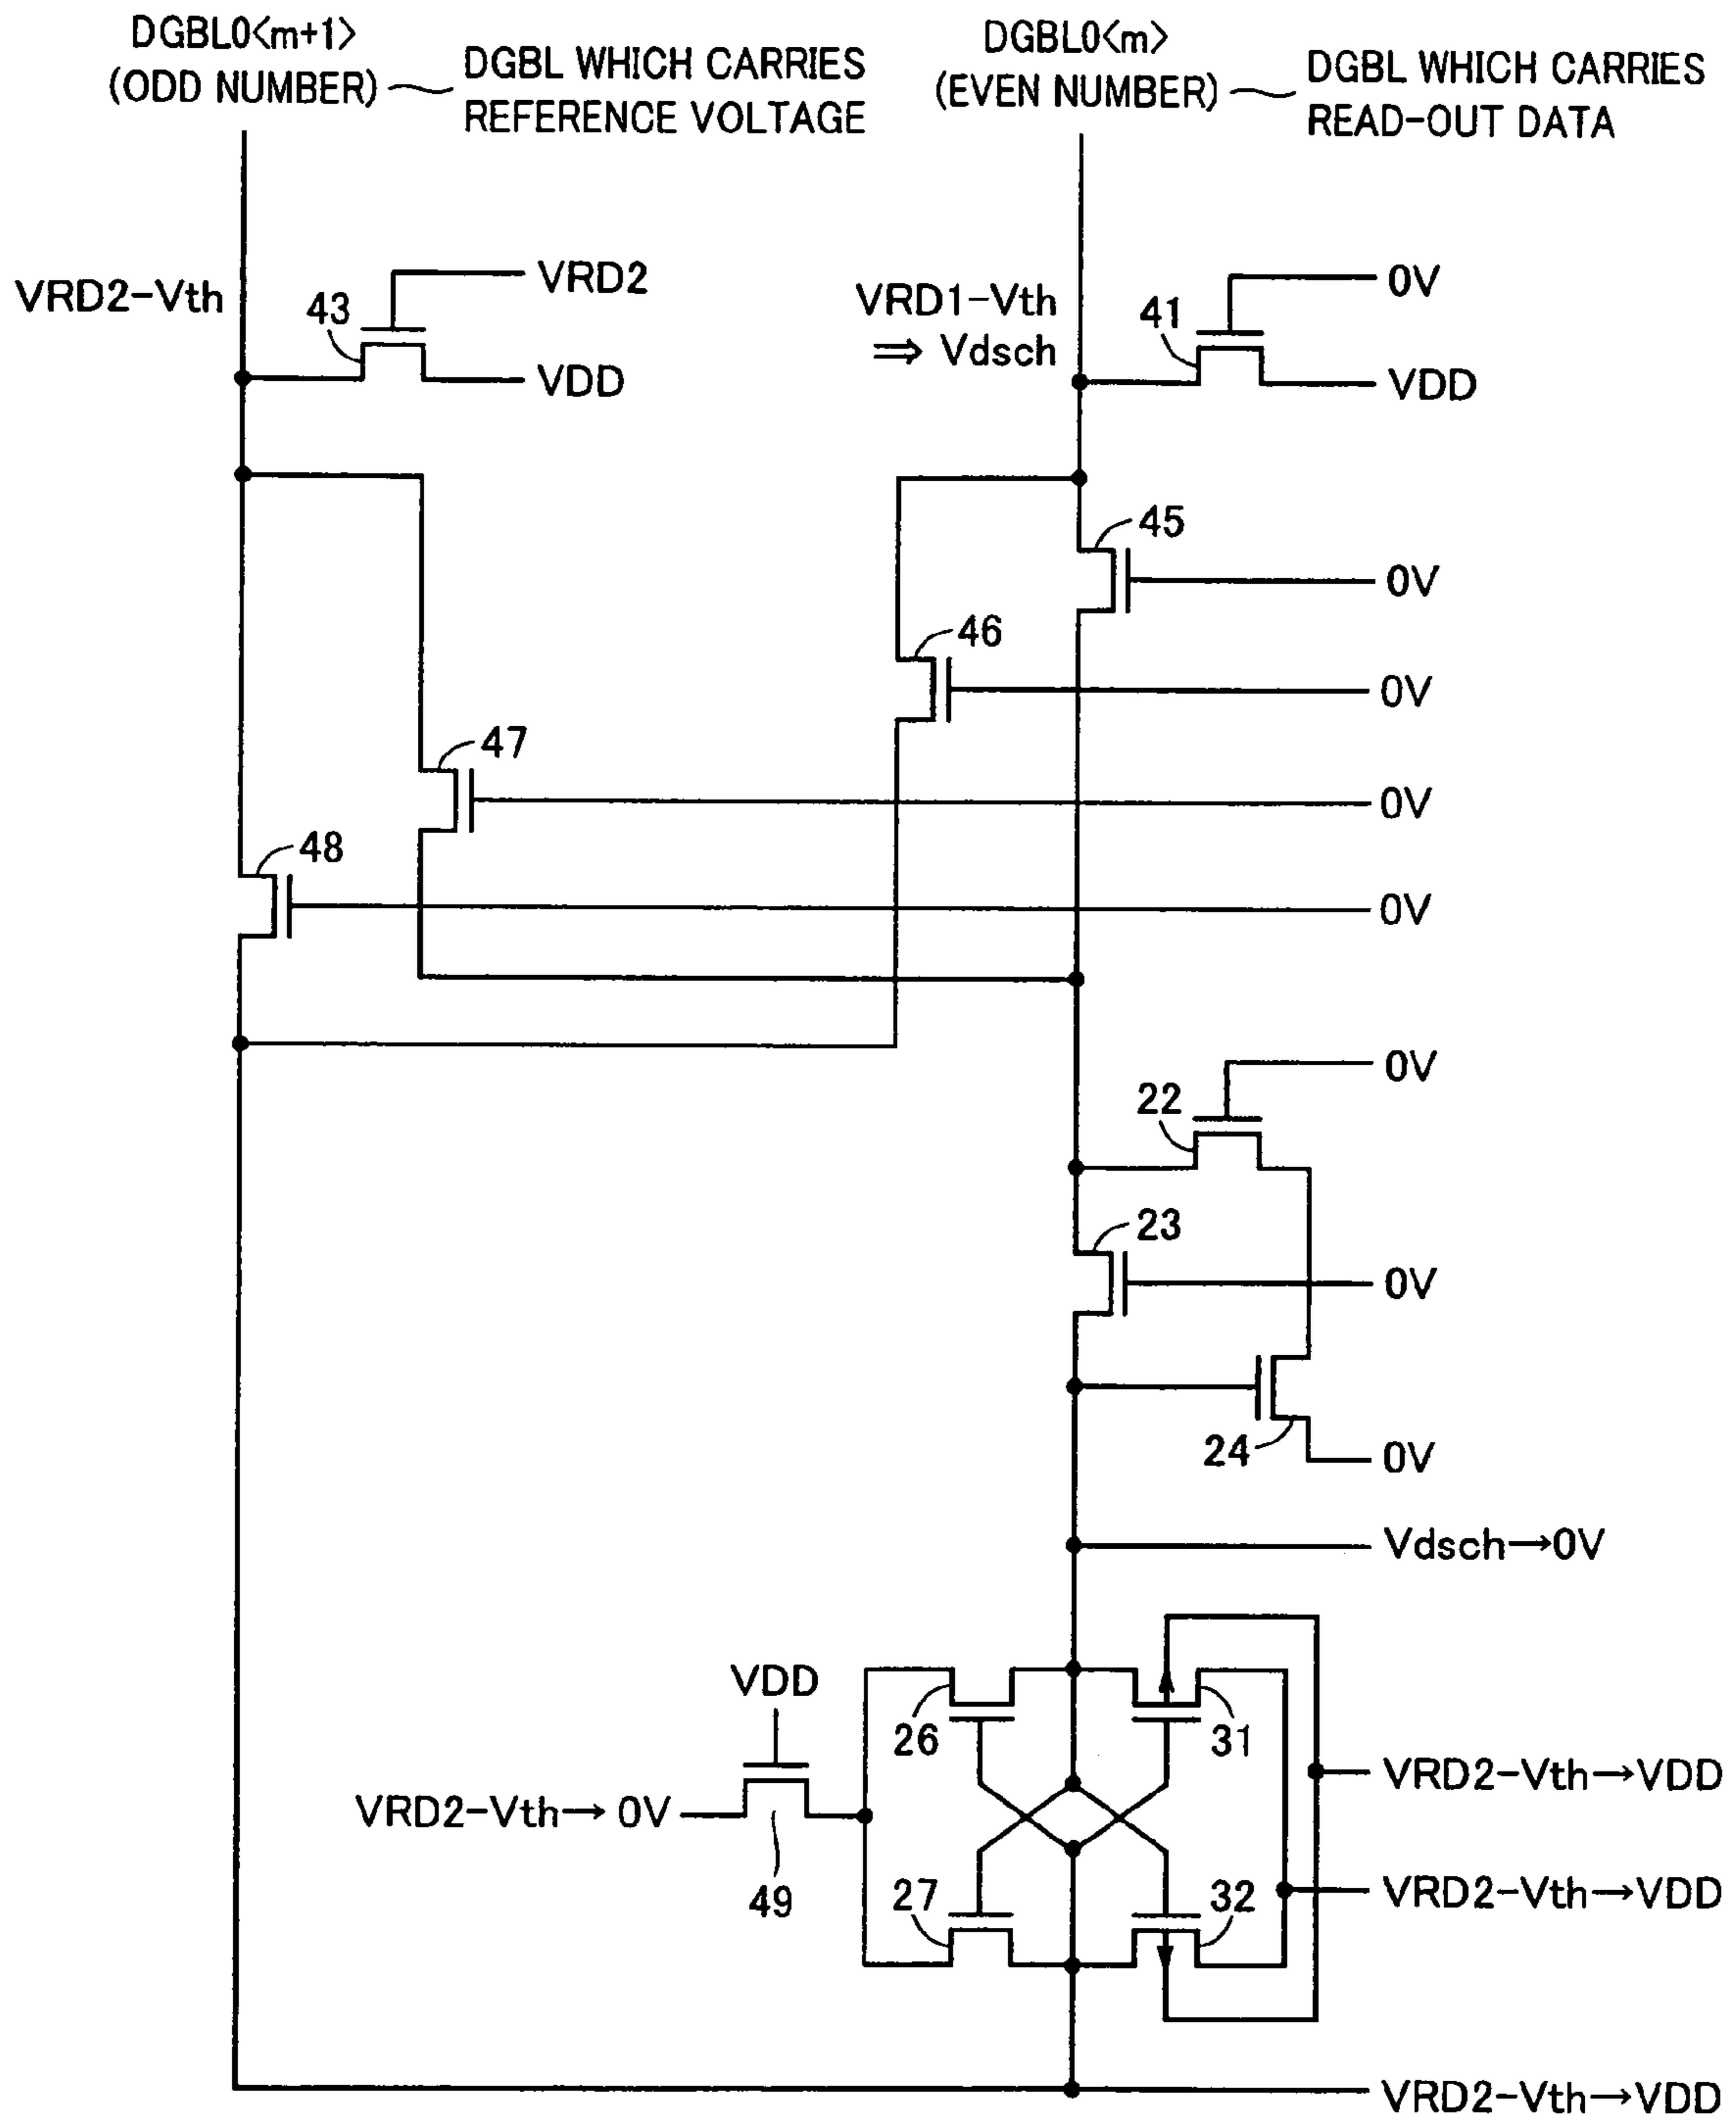 DGBL0<m+1>
(ODD NUMBER)
DGBL WHICH CARRIES
REFERENCE VOLTAGE
DGBL0<m>
(EVEN NUMBER)
DGBL WHICH CARRIES
READ-OUT DATA
VRD2-Vth
43
VRD2
VDD
VRD1-Vth
⇒ Vdsch
41
0V
VDD
45
0V
46
0V
47
0V
48
0V
22
0V
23
0V
24
0V
Vdsch→0V
VDD
26
31
VRD2-Vth→VDD
VRD2-Vth→ 0V
49
27
32
VRD2-Vth→VDD
VRD2-Vth→VDD